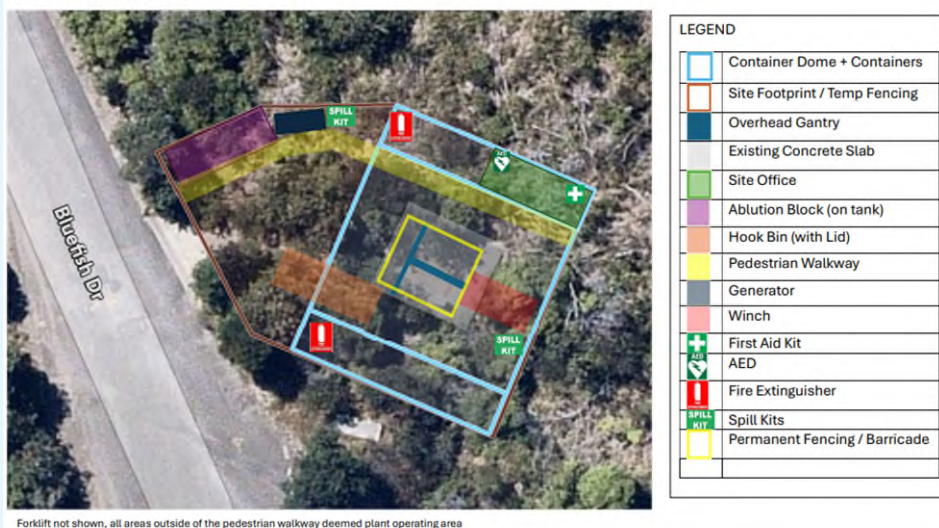 LEGEND
Container Dome + Containers
Site Footprint / Temp Fencing
Overhead Gantry
Existing Concrete Slab
Site Office
Ablution Block (on tank)
Hook Bin (with Lid)
Pedestrian Walkway
Generator
Winch
First Aid Kit
AED
AED
Fire Extinguisher
SPILL
KIT
Spill Kits
Permanent Fencing / Barricade
SPILL
KIT
AED
Bluefish Dr
SPILL
KIT
Forklift not shown, all areas outside of the pedestrian walkway deemed plant operating area